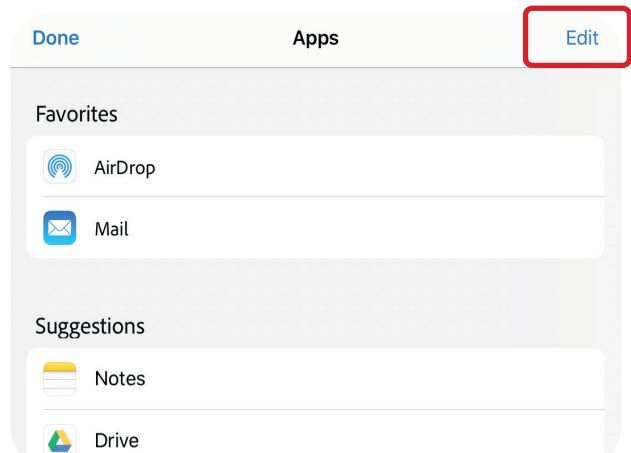 Done Apps Edit
Favorites
AirDrop
Mail
Suggestions
Notes
Drive